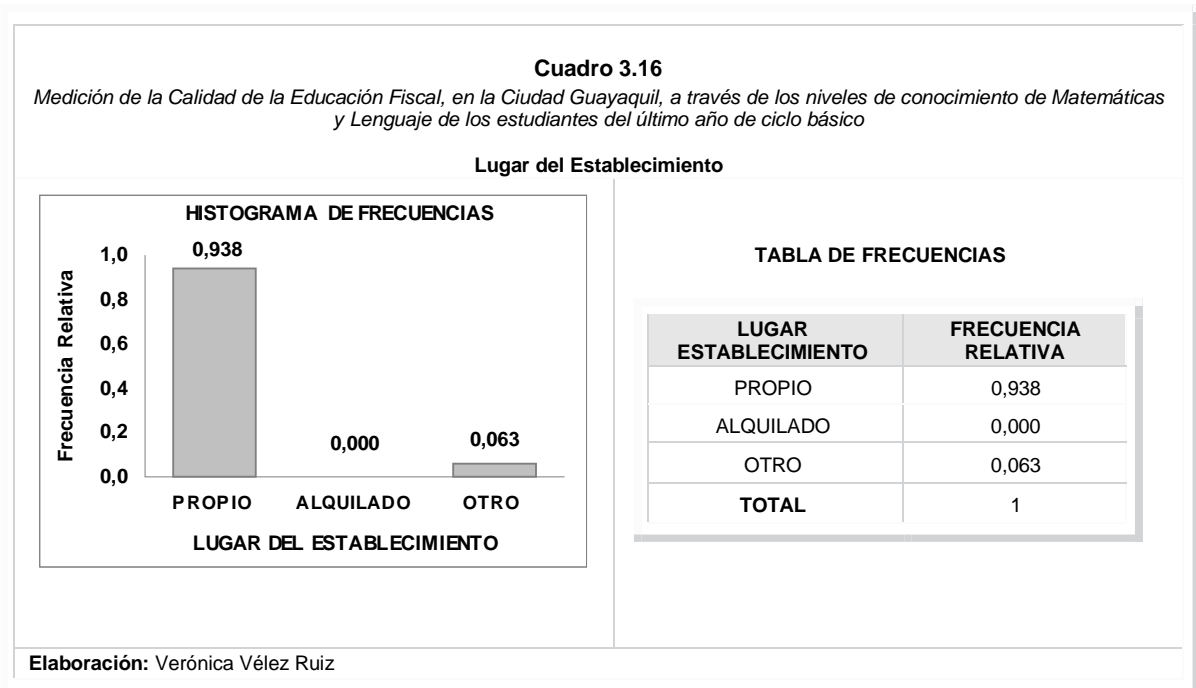 Cuadro 3.16
Medición de la Calidad de la Educación Fiscal, en la Ciudad Guayaquil, a través de los niveles de conocimiento de Matemáticas
y Lenguaje de los estudiantes del último año de ciclo básico
Lugar del Establecimiento
HISTOGRAMA DE FRECUENCIAS
Frecuencia Relativa
1,0
0,8
0,6
0,4
0,2
0,0
0,938
0,000
0,063
PROPIO ALQUILADO OTRO
LUGAR DEL ESTABLECIMIENTO
TABLA DE FRECUENCIAS
LUGAR
ESTABLECIMIENTO
FRECUENCIA
RELATIVA
PROPIO 0,938
ALQUILADO 0,000
OTRO 0,063
TOTAL 1
Elaboración: Verónica Vélez Ruiz